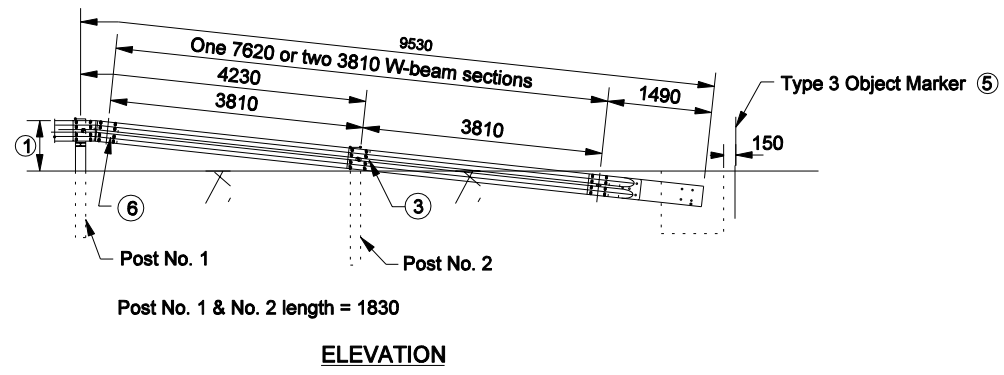 9530
One 7620 or two 3810 W-beam sections
4230
1490
Type 3 Object Marker ⑤
3810
3810
150
①
⑥
③
Post No. 1
Post No. 2
Post No. 1 & No. 2 length = 1830
ELEVATION